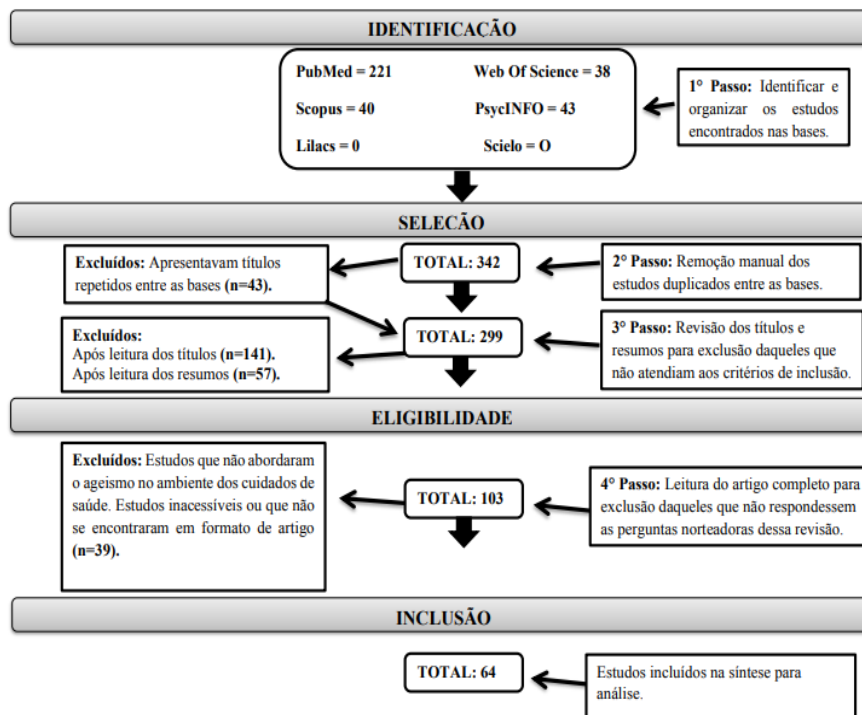 IDENTIFICAÇÃO
PubMed = 221 Web Of Science = 38
Scopus = 40 PsycINFO = 43
Lilacs = 0 Scielo = O
1° Passo: Identificar e
organizar os estudos
encontrados nas bases.
SELECÃO
Excluídos: Apresentavam títulos
repetidos entre as bases (n=43).
TOTAL: 342
2° Passo: Remoção manual dos
estudos duplicados entre as bases.
Excluídos:
Após leitura dos títulos (n=141).
Após leitura dos resumos (n=57).
TOTAL: 299
3° Passo: Revisão dos títulos e
resumos para exclusão daqueles que
não atendiam aos critérios de inclusão.
ELIGIBILIDADE
Excluídos: Estudos que não abordaram
o ageismo no ambiente dos cuidados de
saúde. Estudos inacessíveis ou que não
se encontraram em formato de artigo
(n=39).
TOTAL: 103
4° Passo: Leitura do artigo completo para
exclusão daqueles que não respondessem
as perguntas norteadoras dessa revisão.
INCLUSÃO
TOTAL: 64
Estudos incluídos na síntese para
análise.